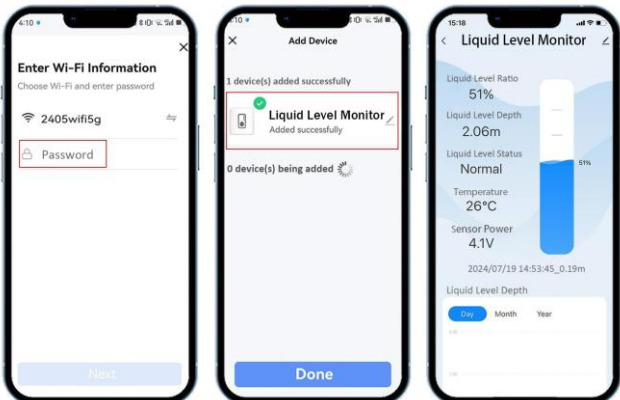 4:10
Enter Wi-Fi Information
Choose Wi-Fi and enter password
2405wifi5g
Password
Next
4:10
Add Device
1 device(s) added successfully
Liquid Level Monitor
Added successfully
0 device(s) being added
Done
15:18
Liquid Level Monitor
Liquid Level Ratio
51%
Liquid Level Depth
2.06m
Liquid Level Status
Normal
51%
Temperature
26°C
Sensor Power
4.1V
2024/07/19 14:53:45_0.19m
Liquid Level Depth
Day Month Year